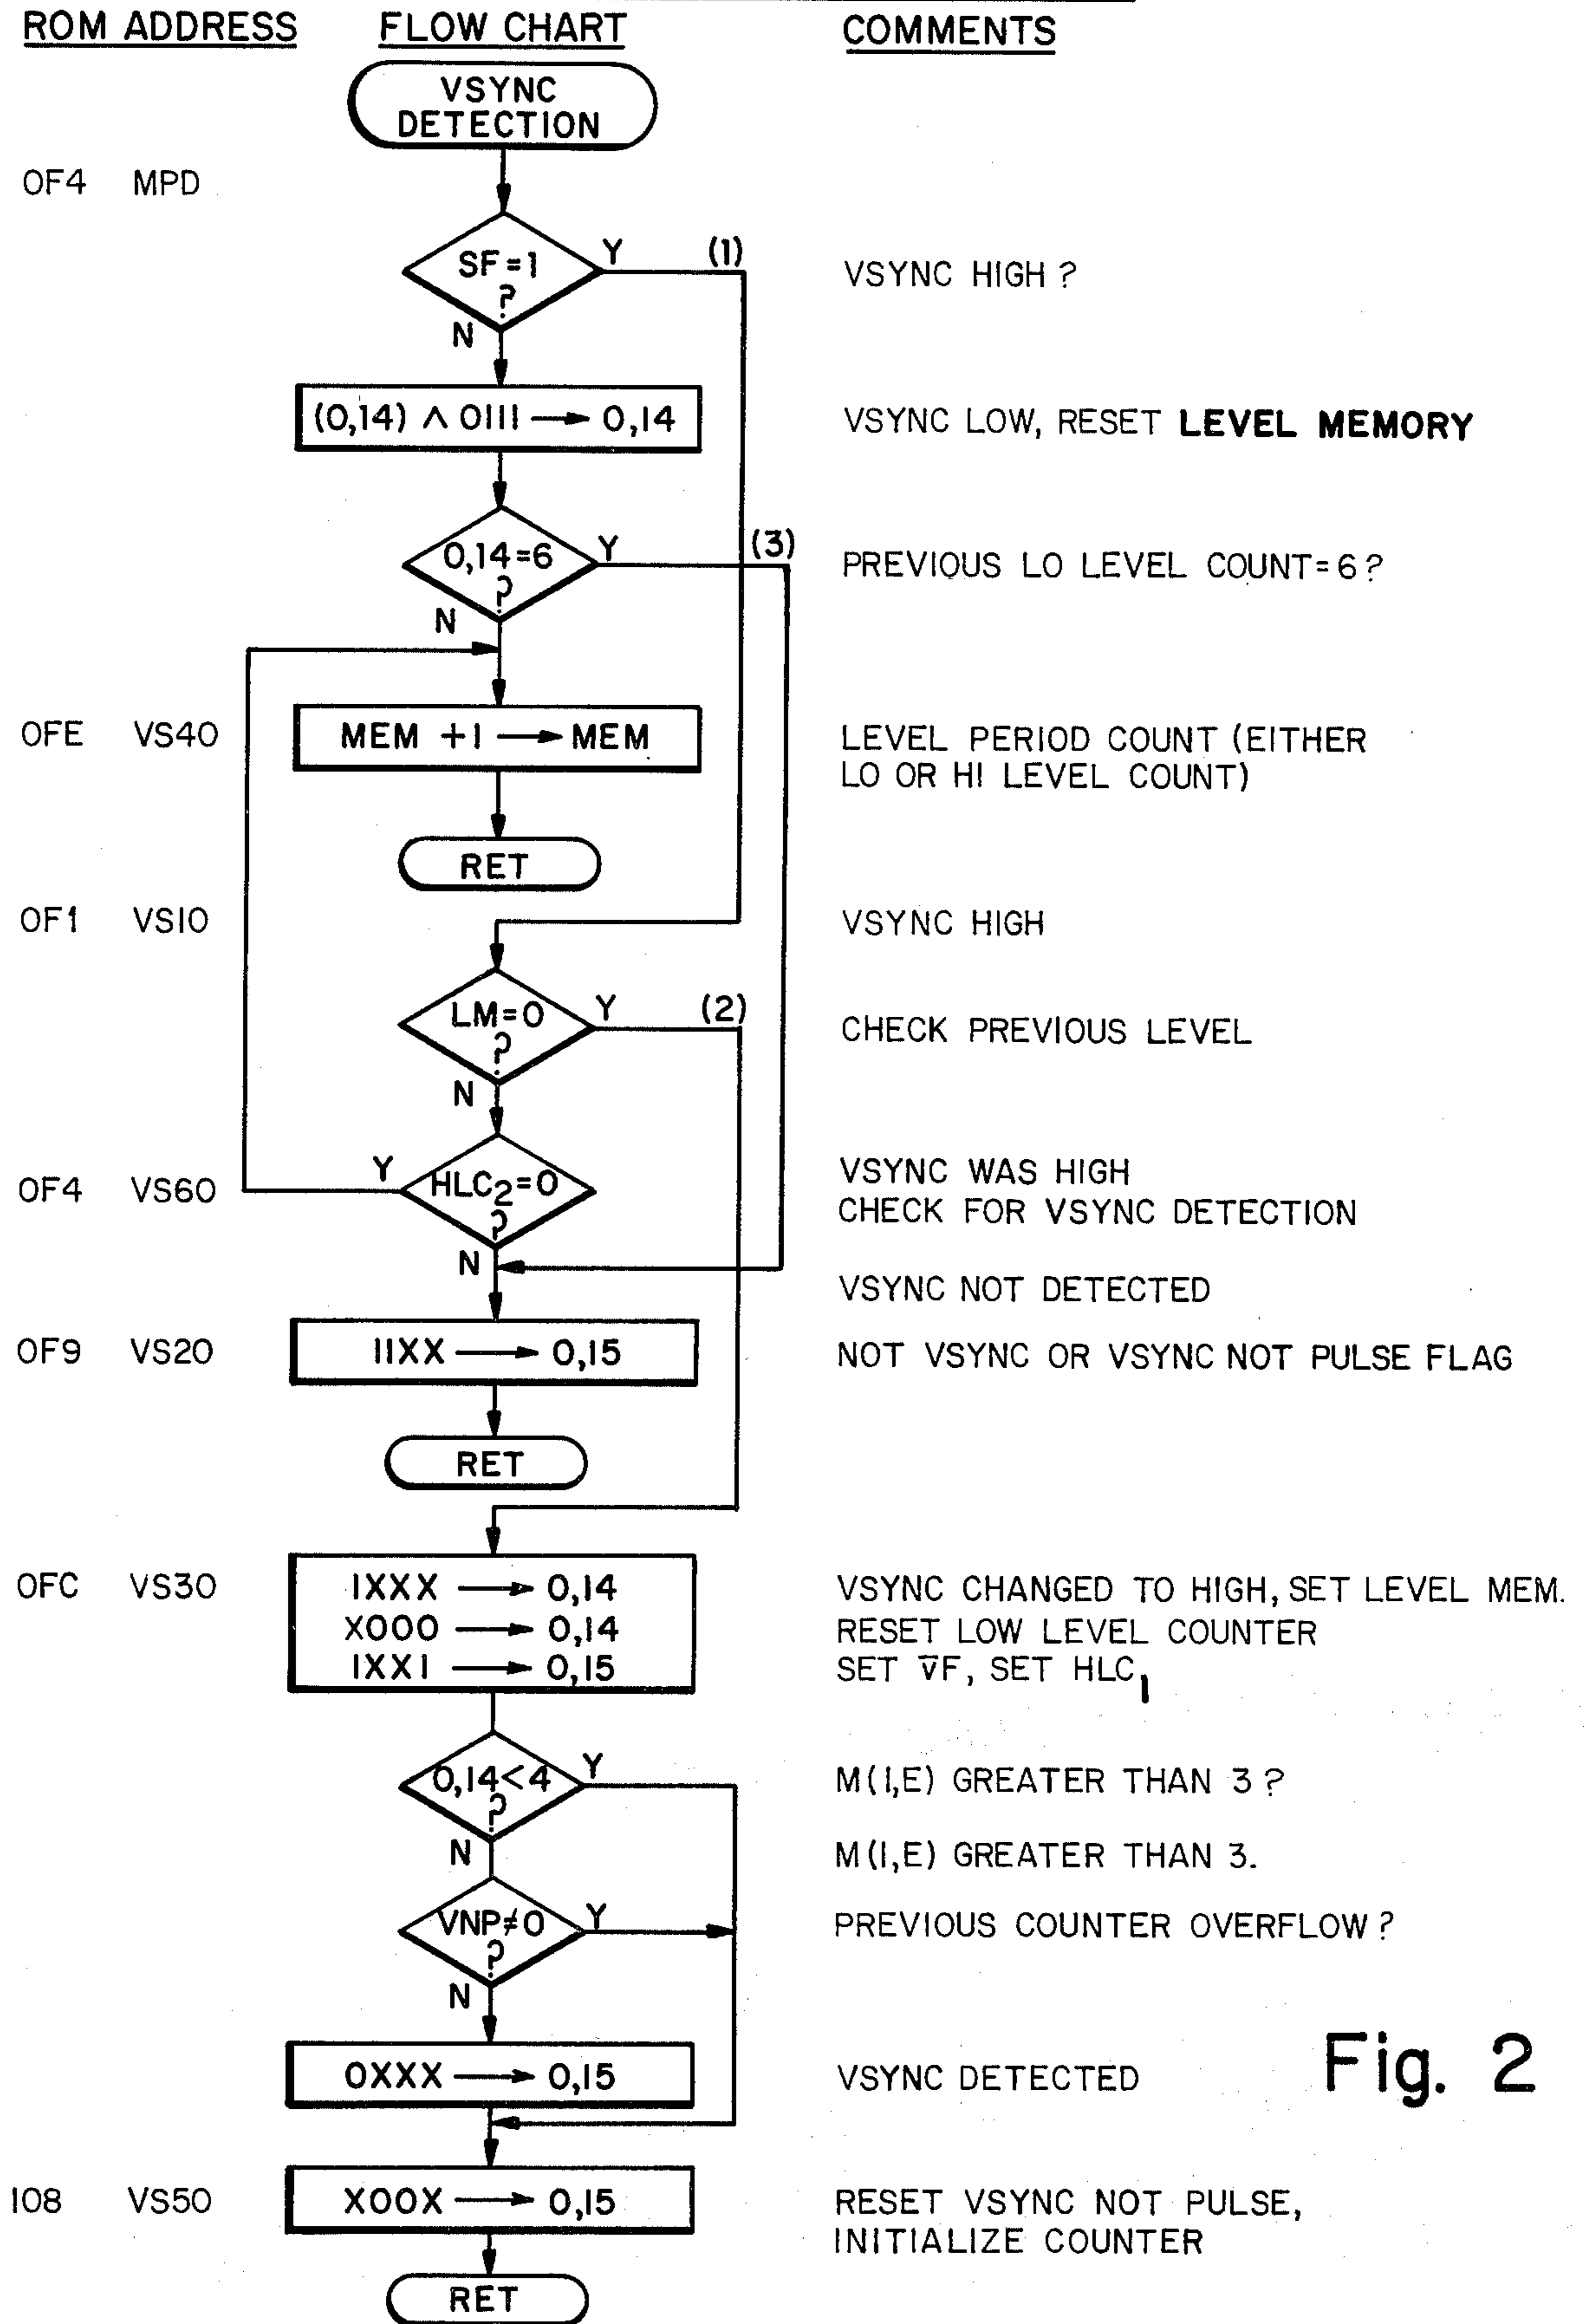 ROM ADDRESS FLOW CHART COMMENTS
VSYNC
DETECTION
OF4 MPD
SF=1 Y (1) VSYNC HIGH ?
?
N
(0,14) ∧ 0111 → 0,14 VSYNC LOW, RESET LEVEL MEMORY
0,14=6 Y (3) PREVIOUS LO LEVEL COUNT=6?
?
N
OFE VS40 MEM +1 → MEM LEVEL PERIOD COUNT (EITHER
LO OR HI LEVEL COUNT)
RET
OF1 VS10 VSYNC HIGH
LM=0 Y (2) CHECK PREVIOUS LEVEL
?
N
VSYNC WAS HIGH
OF4 VS60 Y HLC2=0 CHECK FOR VSYNC DETECTION
?
N
VSYNC NOT DETECTED
OF9 VS20 11XX → 0,15 NOT VSYNC OR VSYNC NOT PULSE FLAG
RET
OFC VS30 1XXX → 0,14 VSYNC CHANGED TO HIGH, SET LEVEL MEM.
X000 → 0,14 RESET LOW LEVEL COUNTER
1XX1 → 0,15 SET V̄F, SET HLC1
0,14<4 Y M(1,E) GREATER THAN 3?
?
N M(1,E) GREATER THAN 3.
VNP≠0 Y PREVIOUS COUNTER OVERFLOW?
?
N
0XXX → 0,15 VSYNC DETECTED
Fig. 2
108 VS50 X00X → 0,15 RESET VSYNC NOT PULSE,
INITIALIZE COUNTER
RET